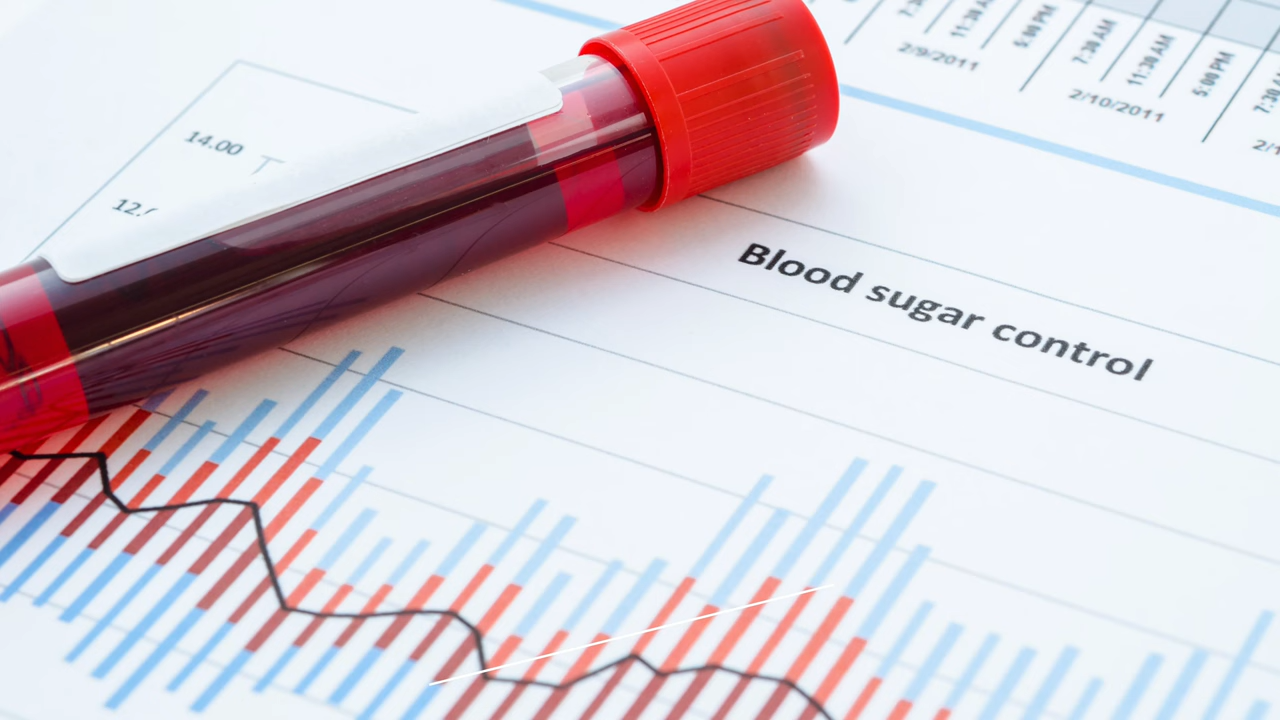 11:30 AM
5:00 PM
7:30 AM
11:30 AM
5:00 PM
2/9/2011
2/10/2011
14.00
Blood sugar control